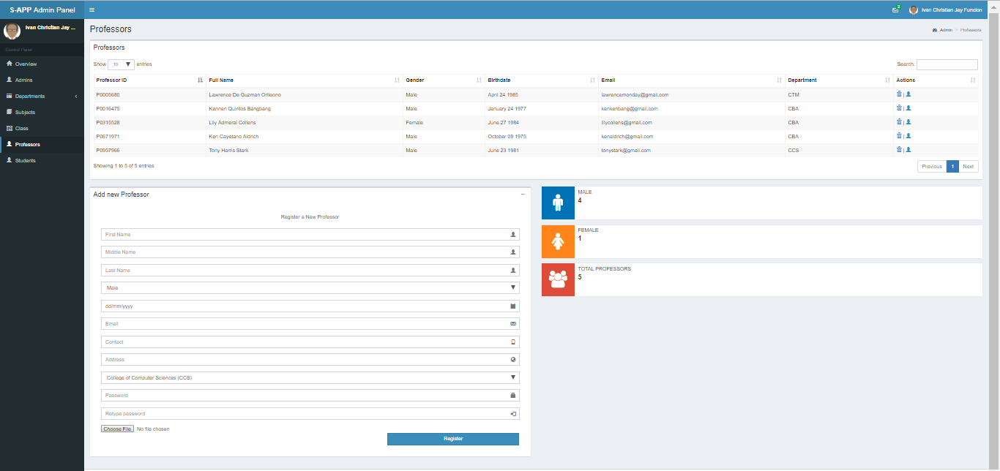 S-APP Admin Panel
2
Ivan Christian Jay Funcion
Ivan Christian Jay ...
Control Panel
Overview
Admins
Departments
Subjects
Class
Professors
Students
Professors
Admin > Professors
Professors
Show 10 entries
Search:
Professor ID Full Name Gender Birthdate Email Department Actions
P0005680 Lawrence De Guzman Orileono Male April 24 1985 lawrencemonday@gmail.com CTM |
P0016475 Kennen Quintos Bangbang Male January 24 1977 kenkenbang@gmail.com CBA |
P0315528 Lily Admeral Collens Female June 27 1984 lilycollens@gmail.com CBA |
P0671971 Ken Cayetano Aldrich Male October 09 1975 kenaldrich@gmail.com CBA |
P0957966 Tony Harris Stark Male June 23 1981 tonystark@gmail.com CCS |
Showing 1 to 5 of 5 entries
Previous 1 Next
Add new Professor
Register a New Professor
First Name
Middle Name
Last Name
Male
dd/mm/yyyy
Email
Contact
Address
College of Computer Sciences (CCS)
Password
Retype password
Choose File No file chosen
Register
MALE
4
FEMALE
1
TOTAL PROFESSORS
5